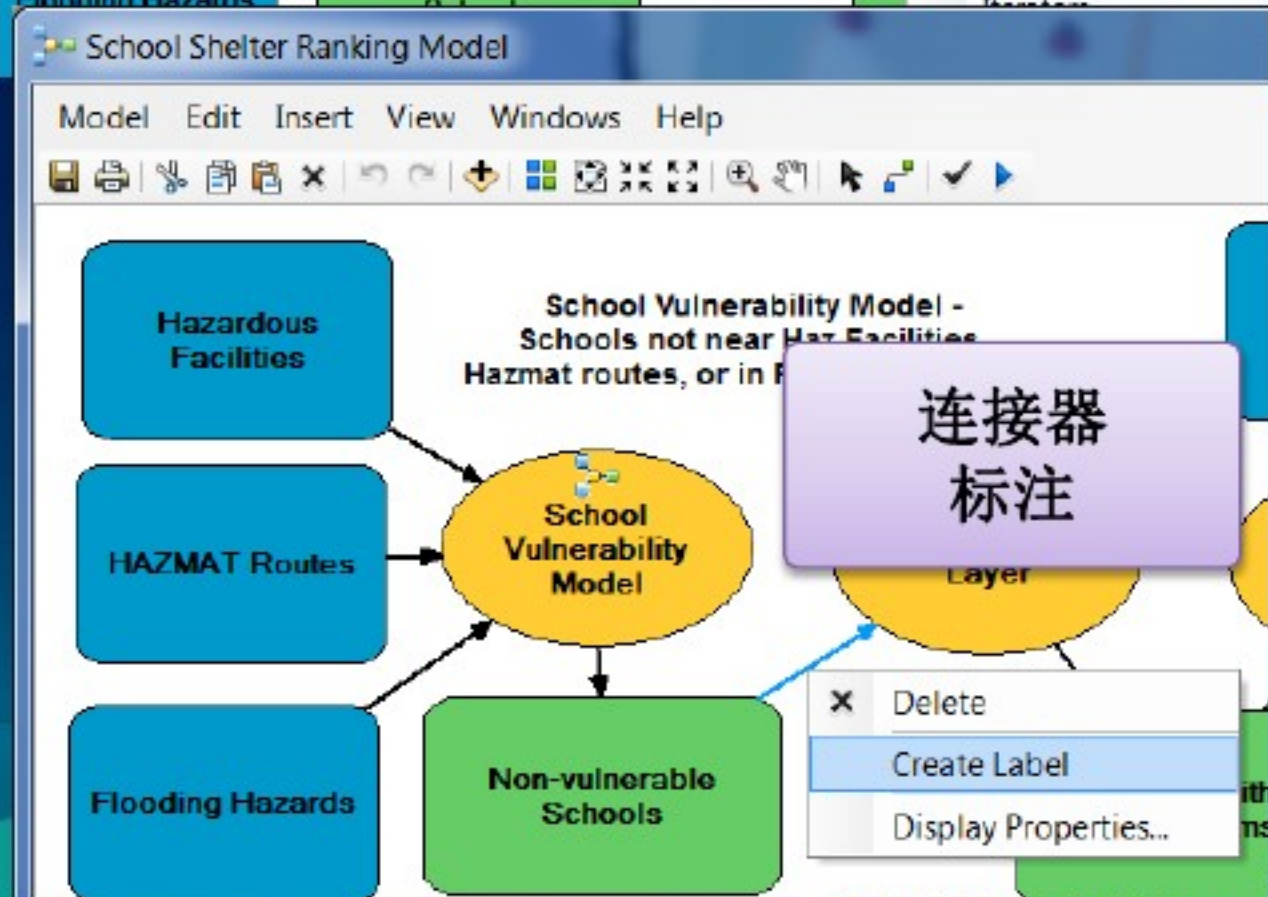 Flooding Hazards
School Shelter Ranking Model
Model Edit Insert View Windows Help
School Vulnerability Model -
Schools not near Haz Facilities
Hazmat routes, or in
Hazardous
Facilities
连接器
标注
School
Vulnerability
Model
HAZMAT Routes
Layer
Delete
Create Label
Display Properties...
Non-vulnerable
Schools
Flooding Hazards